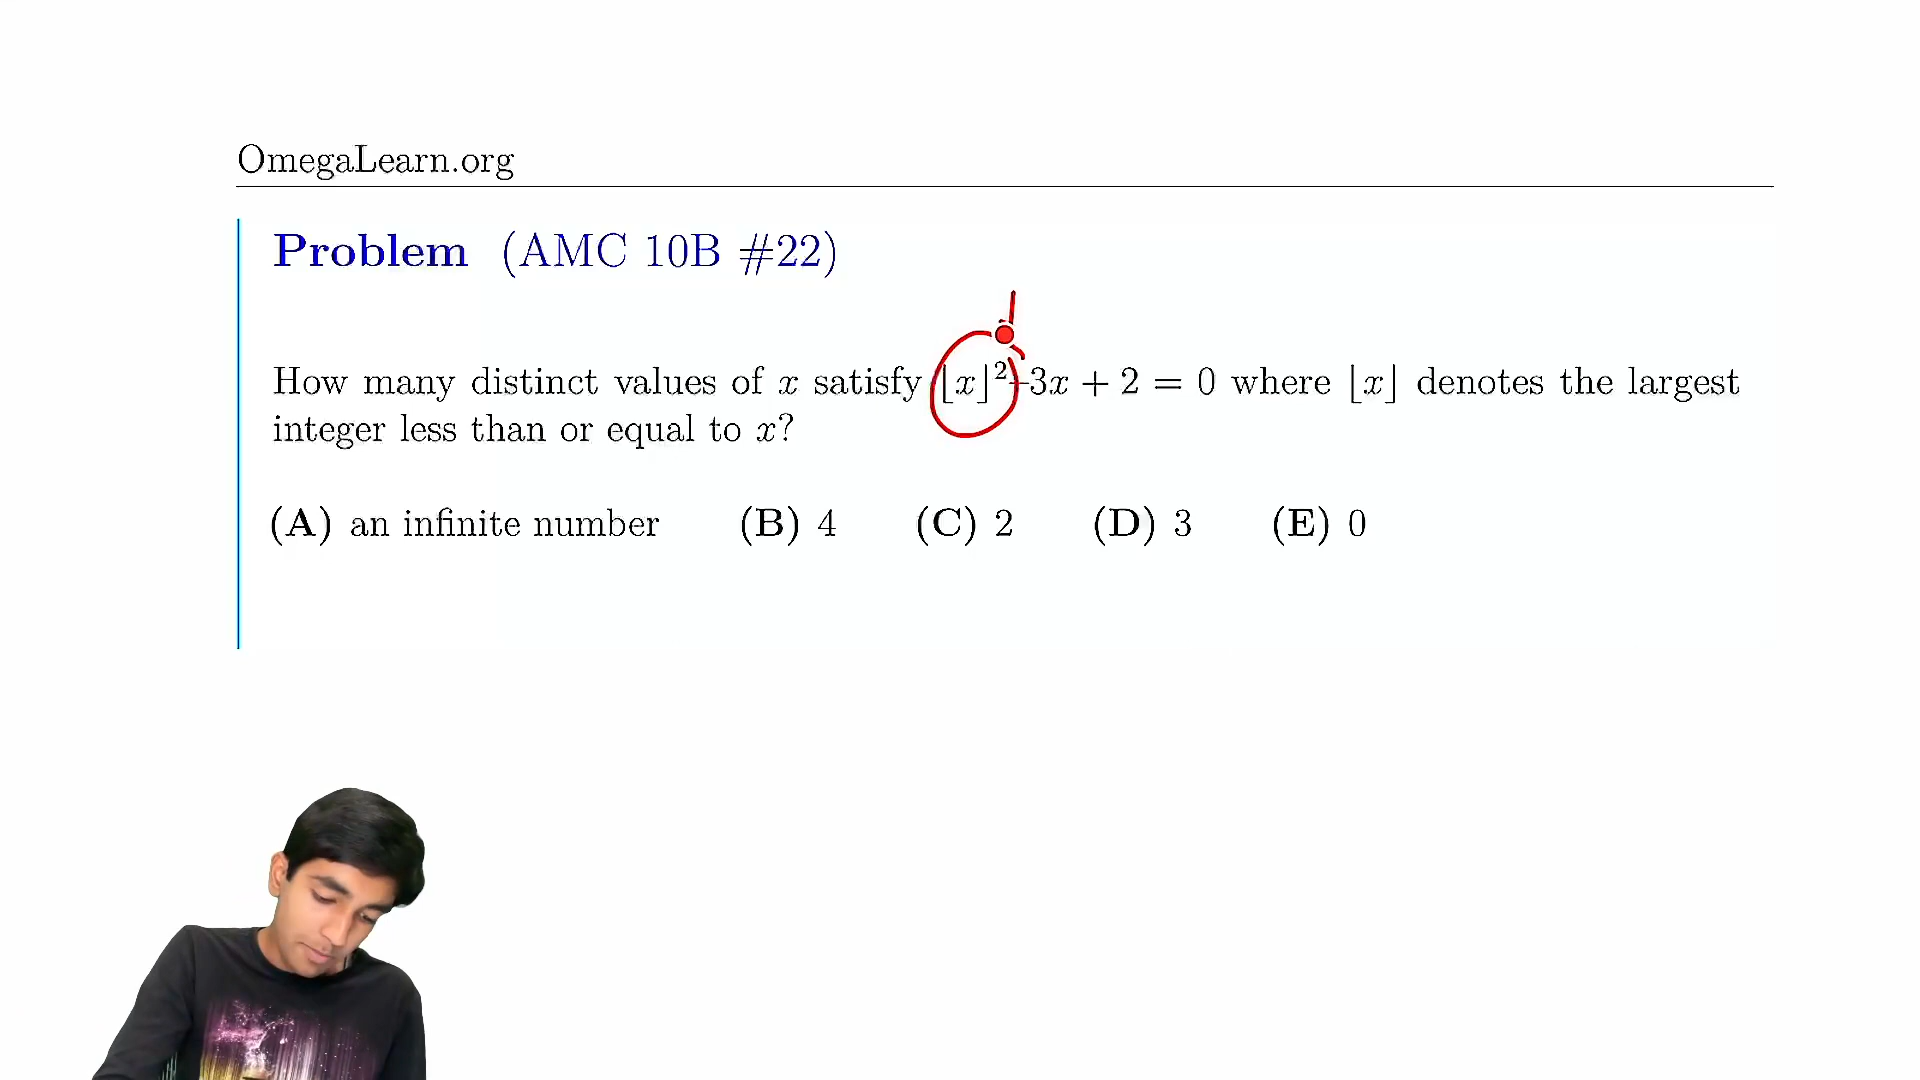 OmegaLearn.org
Problem (AMC 10B #22)
How many distinct values of x satisfy ⌊x⌋² − 3x + 2 = 0 where ⌊x⌋ denotes the largest
integer less than or equal to x?
(A) an infinite number (B) 4 (C) 2 (D) 3 (E) 0